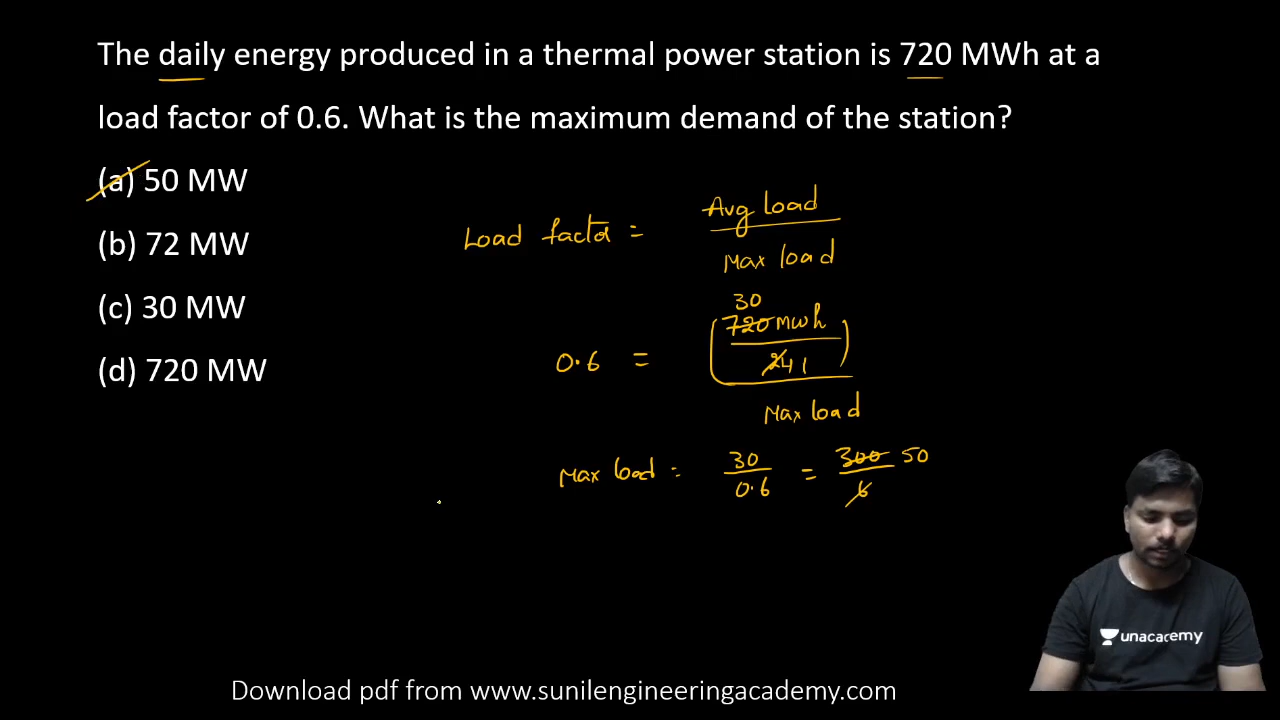 The daily energy produced in a thermal power station is 720 MWh at a
load factor of 0.6. What is the maximum demand of the station?
(a) 50 MW
(b) 72 MW
(c) 30 MW
(d) 720 MW
Load factor = Avg load
Max load
30
0.6 = 720 MWh
24 1
Max load
Max load = 30 = 300 50
0.6 6
unacademy
Download pdf from www.sunilengineeringacademy.com